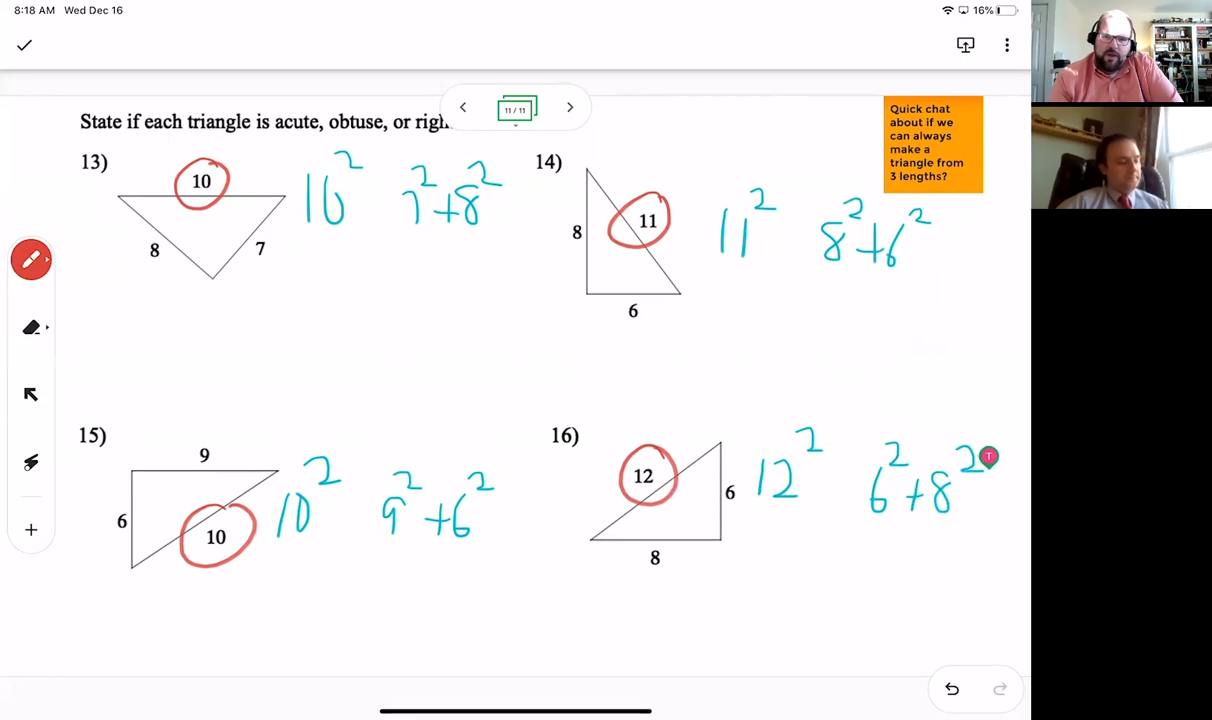 8:18 AM Wed Dec 16
16%
11 / 11
State if each triangle is acute, obtuse, or righ
Quick chat
about if we
can always
make a
triangle from
3 lengths?
13)
10
8
7
10² 7²+8²
14)
11
8
6
11² 8²+6²
15)
9
6
10
10² 9²+6²
16)
12
6
8
12² 6²+8²
T